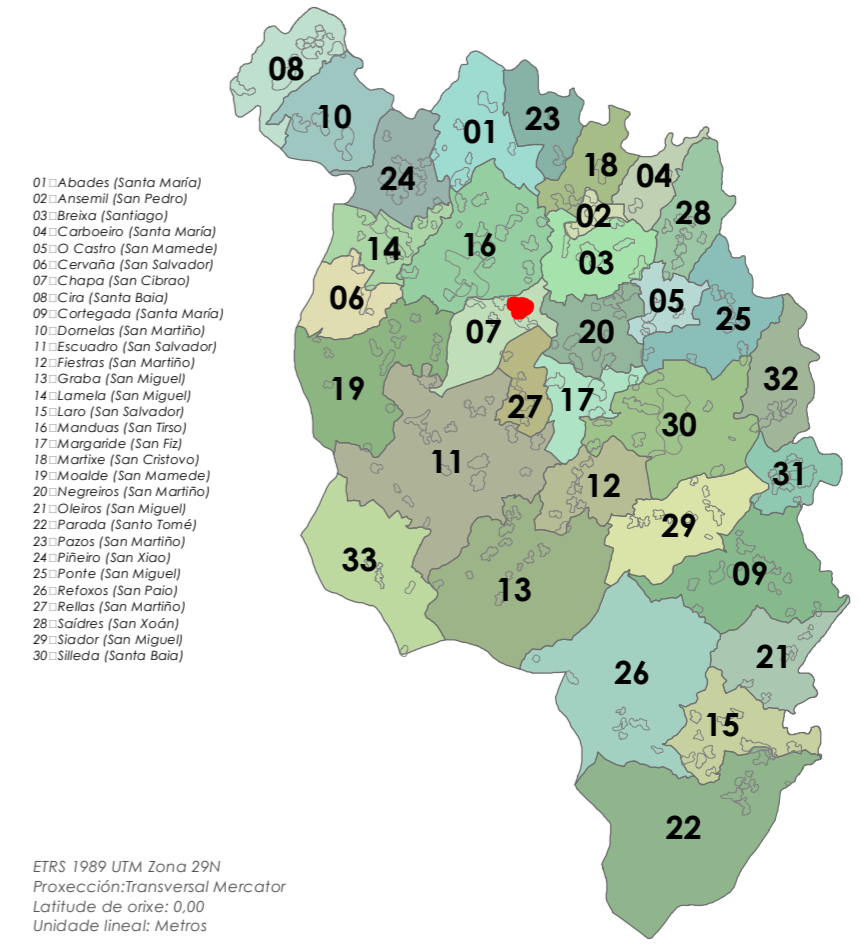 08
10
01
23
18
04
24
02
28
16
14
03
06
05
07
20
25
19
32
27
17
30
11
31
12
29
33
13
09
26
21
15
22
01□Abades (Santa María)
02□Ansemil (San Pedro)
03□Breixa (Santiago)
04□Carboeiro (Santa María)
05□O Castro (San Mamede)
06□Cervaña (San Salvador)
07□Chapa (San Cibrao)
08□Cira (Santa Baia)
09□Cortegada (Santa María)
10□Dornelas (San Martiño)
11□Escuadro (San Salvador)
12□Fiestras (San Martiño)
13□Graba (San Miguel)
14□Lamela (San Miguel)
15□Laro (San Salvador)
16□Manduas (San Tirso)
17□Margaride (San Fiz)
18□Martixe (San Cristovo)
19□Moalde (San Mamede)
20□Negreiros (San Martiño)
21□Oleiros (San Miguel)
22□Parada (Santo Tomé)
23□Pazos (San Martiño)
24□Piñeiro (San Xiao)
25□Ponte (San Miguel)
26□Refoxos (San Paio)
27□Rellas (San Martiño)
28□Saídres (San Xoán)
29□Siador (San Miguel)
30□Silleda (Santa Baia)
ETRS 1989 UTM Zona 29N
Proxección:Transversal Mercator
Latitude de orixe: 0,00
Unidade lineal: Metros